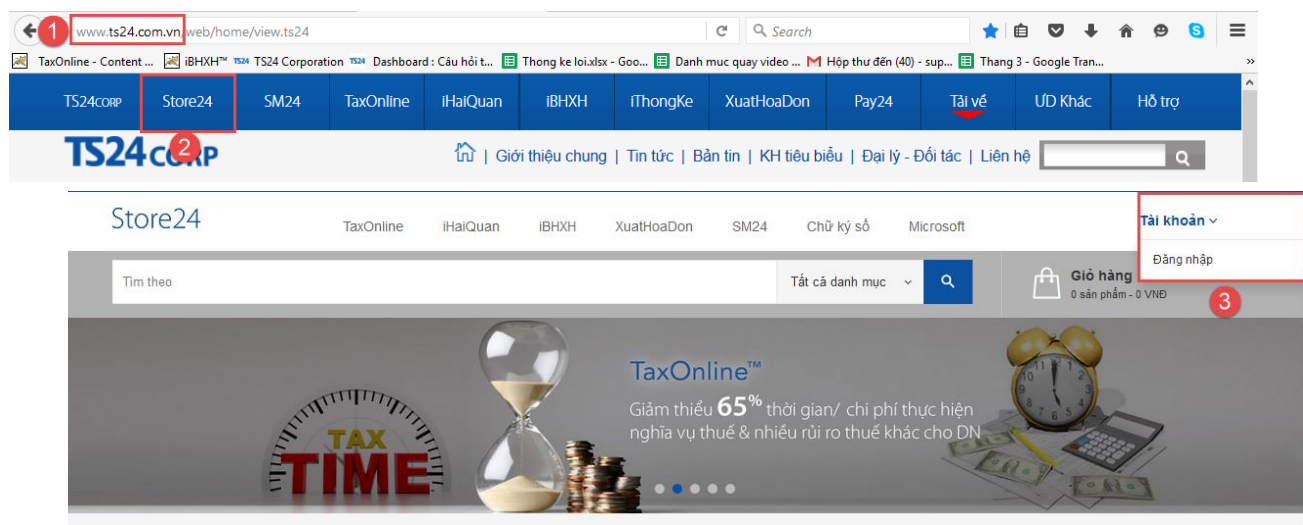 1
www.ts24.com.vn/web/home/view.ts24
Search
TaxOnline - Content ... iBHXH™ TS24 TS24 Corporation TS24 Dashboard : Câu hỏi t... Thong ke loi.xlsx - Goo... Danh muc quay video ... Hộp thư đến (40) - sup... Thang 3 - Google Tran... »
TS24CORP Store24 SM24 TaxOnline iHaiQuan iBHXH iThongKe XuatHoaDon Pay24 Tải về ƯD Khác Hỗ trợ
2
TS24 CORP | Giới thiệu chung | Tin tức | Bản tin | KH tiêu biểu | Đại lý - Đối tác | Liên hệ
Store24 TaxOnline iHaiQuan iBHXH XuatHoaDon SM24 Chữ ký số Microsoft Tài khoản
Đăng nhập
Tìm theo Tất cả danh mục Giỏ hàng
0 sản phẩm - 0 VNĐ
3
TaxOnline™
Giảm thiểu 65% thời gian/ chi phí thực hiện
nghĩa vụ thuế & nhiều rủi ro thuế khác cho DN
TAX
TIME